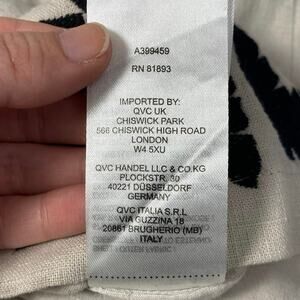 A399459
RN 81893
IMPORTED BY:
QVC UK
CHISWICK PARK
566 CHISWICK HIGH ROAD
LONDON
W4 5XU
QVC HANDEL LLC & CO.KG
PLOCKSTR. 30
40221 DÜSSELDORF
GERMANY
QVC ITALIA S.R.L
VIA GUZZINA 18
20861 BRUGHERIO (MB)
ITALY